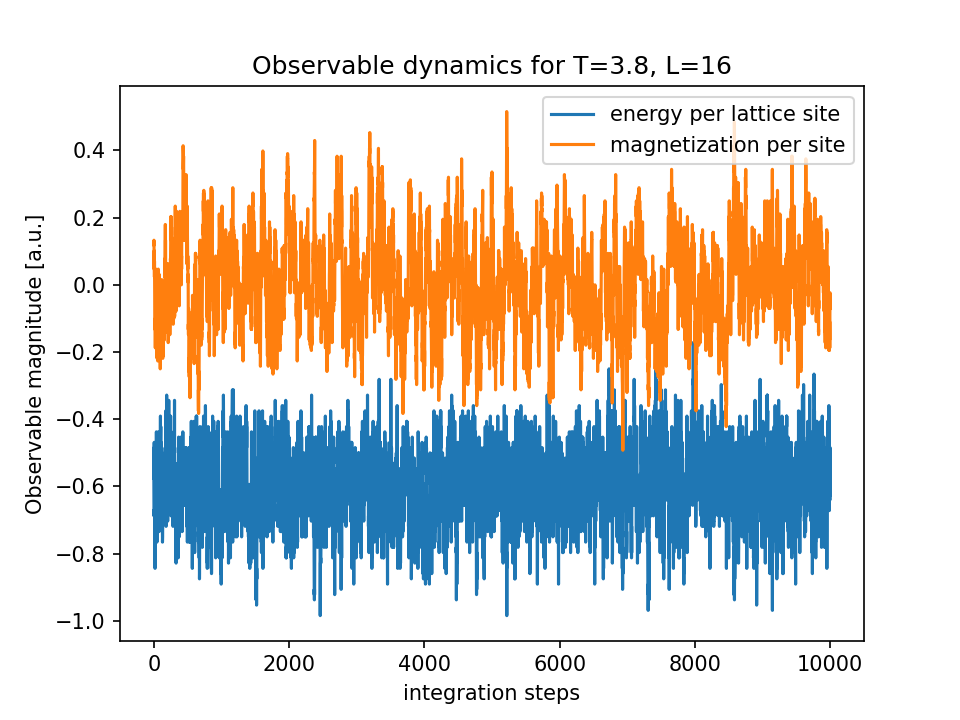 Observable dynamics for T=3.8, L=16
energy per lattice site
magnetization per site
Observable magnitude [a.u.]
0.4
0.2
0.0
−0.2
−0.4
−0.6
−0.8
−1.0
0 2000 4000 6000 8000 10000
integration steps